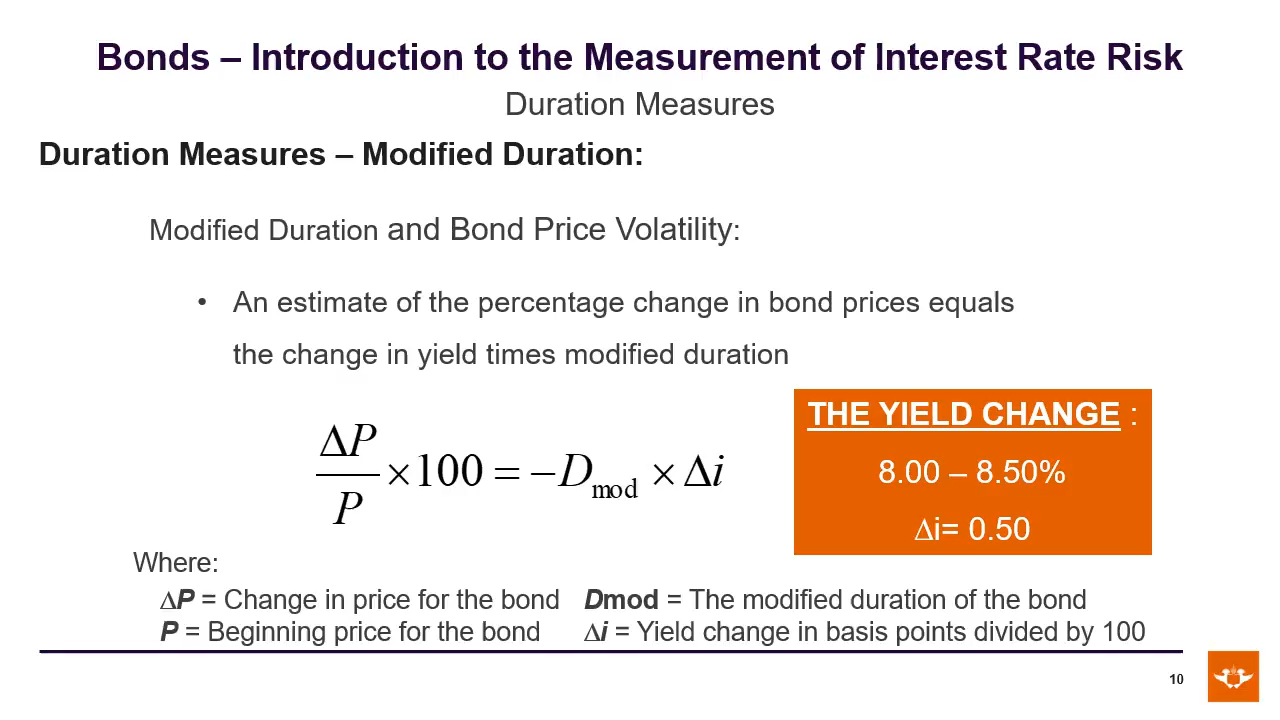 Bonds – Introduction to the Measurement of Interest Rate Risk
Duration Measures
Duration Measures – Modified Duration:
Modified Duration and Bond Price Volatility:
• An estimate of the percentage change in bond prices equals
the change in yield times modified duration
ΔP/P × 100 = −Dmod × Δi
THE YIELD CHANGE :
8.00 – 8.50%
Δi= 0.50
Where:
ΔP = Change in price for the bond
P = Beginning price for the bond
Dmod = The modified duration of the bond
Δi = Yield change in basis points divided by 100
10